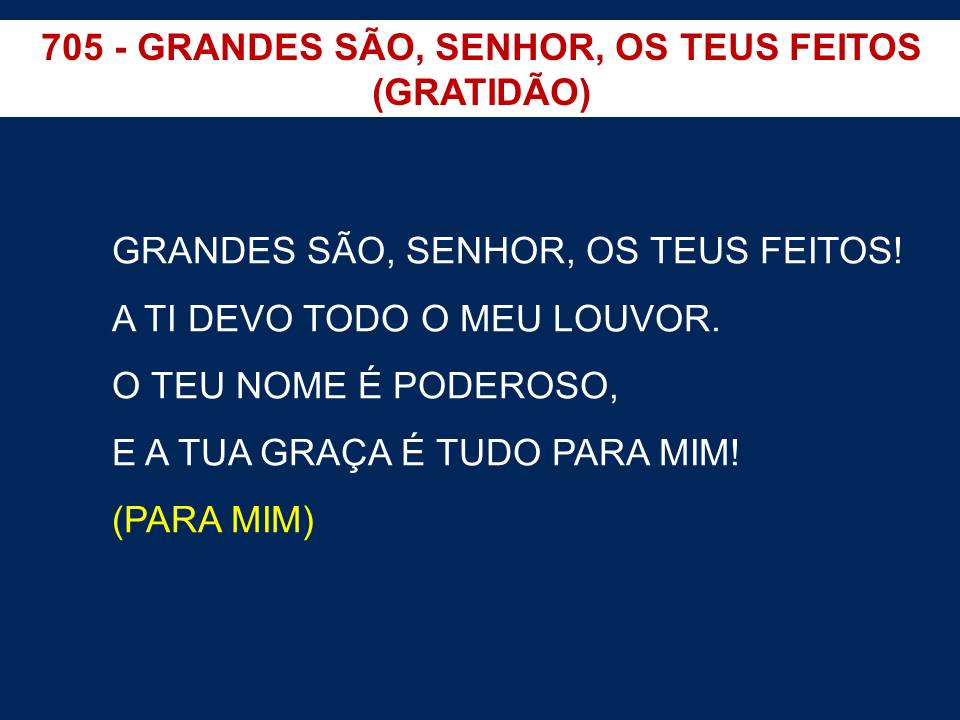 705 - GRANDES SÃO, SENHOR, OS TEUS FEITOS
(GRATIDÃO)
GRANDES SÃO, SENHOR, OS TEUS FEITOS!
A TI DEVO TODO O MEU LOUVOR.
O TEU NOME É PODEROSO,
E A TUA GRAÇA É TUDO PARA MIM!
(PARA MIM)